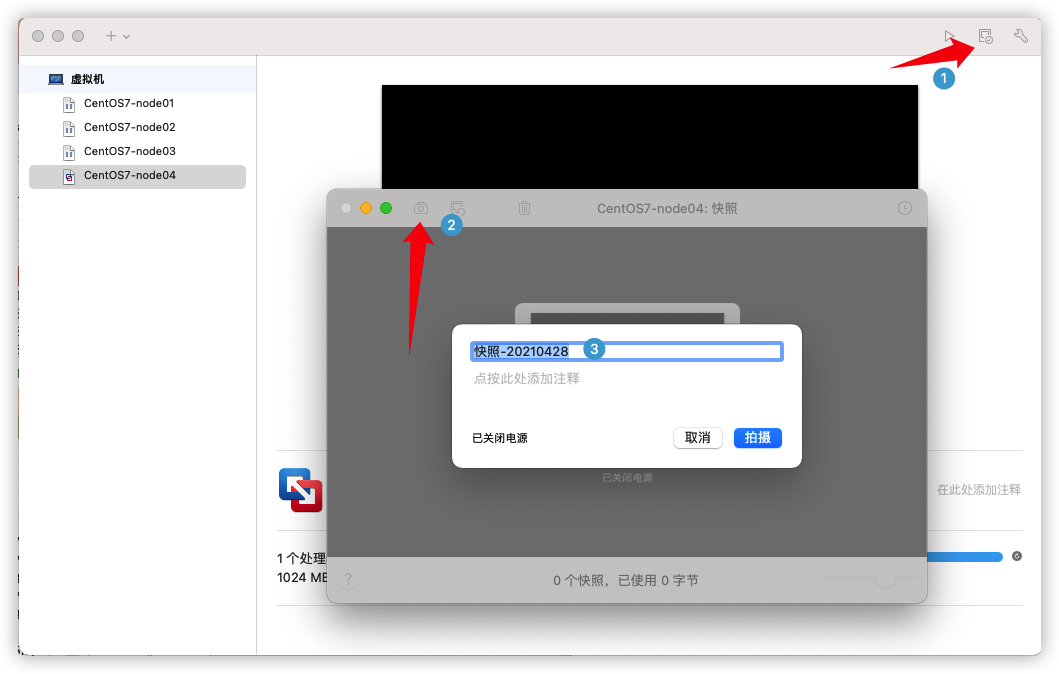 1
虚拟机
CentOS7-node01
CentOS7-node02
CentOS7-node03
CentOS7-node04
CentOS7-node04: 快照
2
快照-20210428
3
点按此处添加注释
已关闭电源
取消
拍摄
已关闭电源
在此处添加注释
1 个处理
1024 MB
?
0 个快照，已使用 0 字节